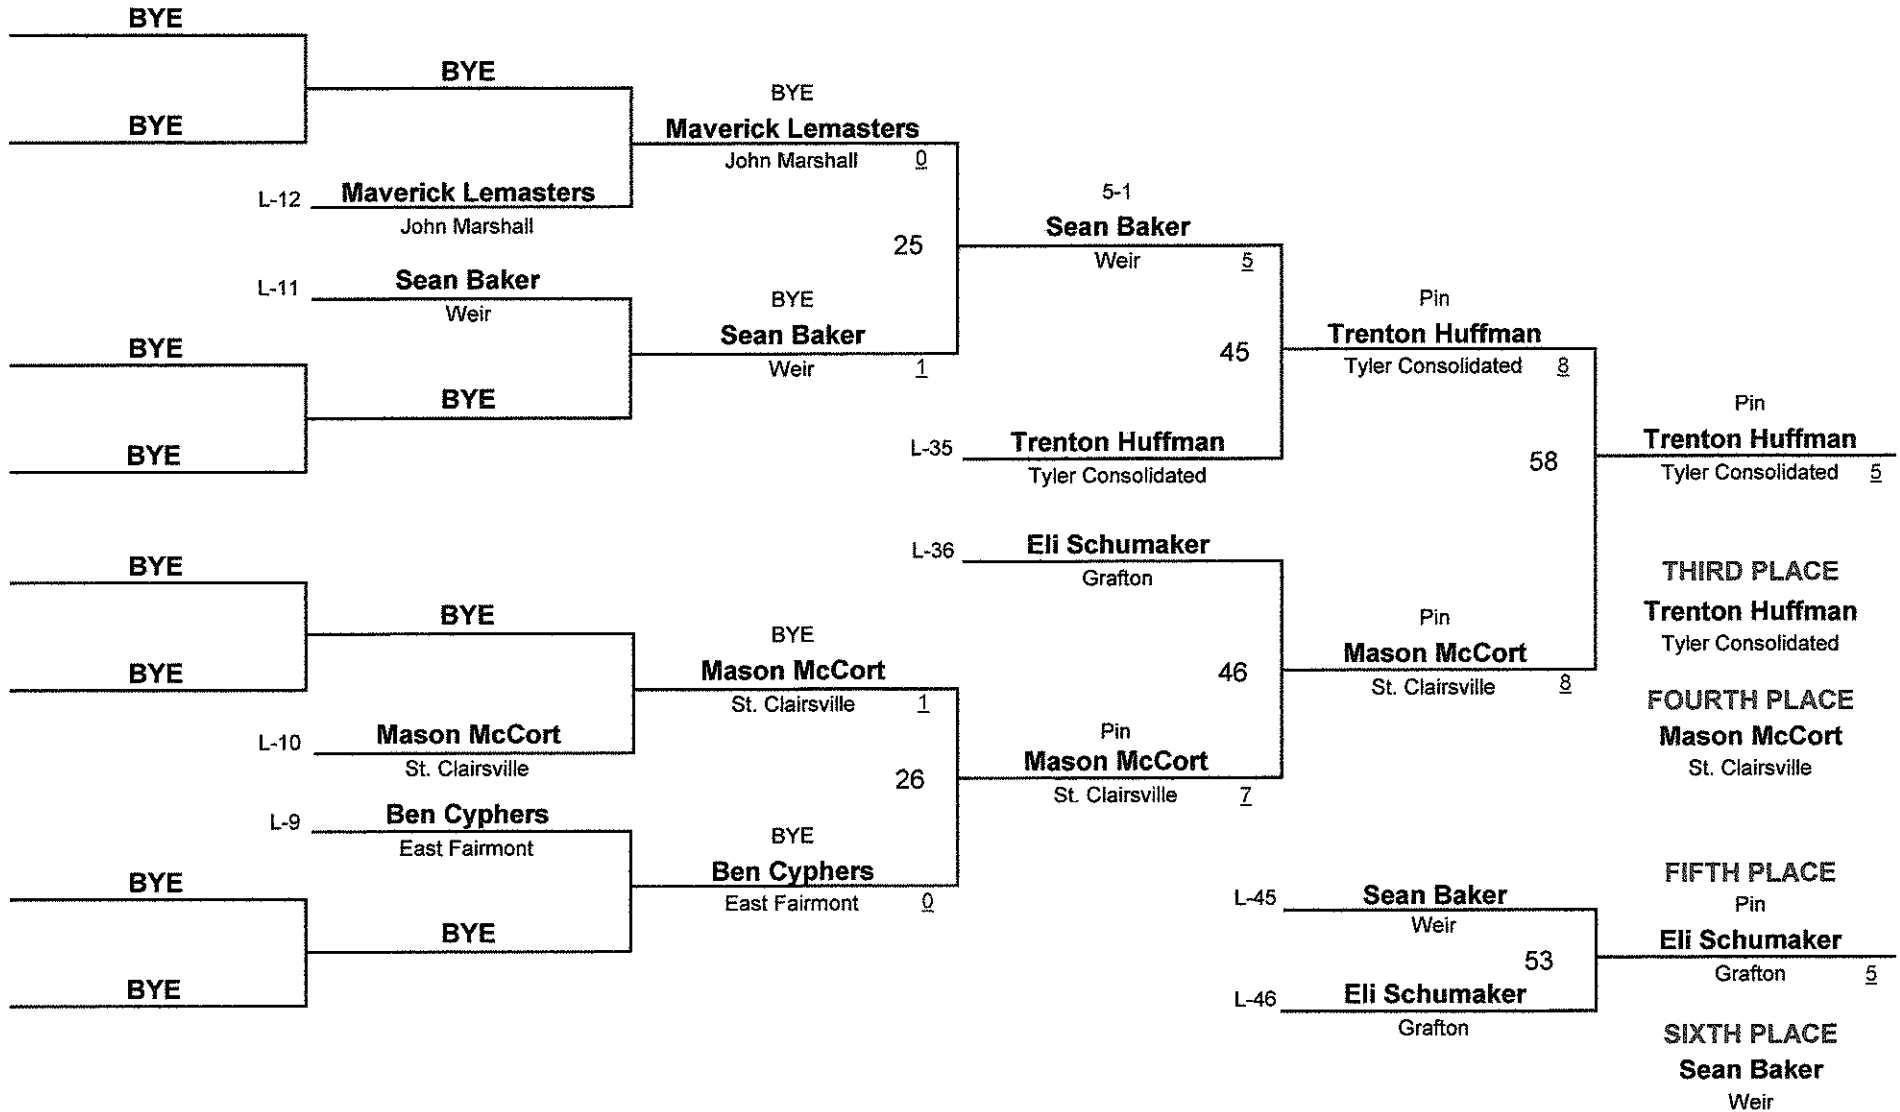 BYE
BYE
BYE
L-12 Maverick Lemasters
John Marshall
BYE
Maverick Lemasters
John Marshall 0
L-11 Sean Baker
Weir
BYE
BYE
BYE
BYE
Sean Baker
Weir 1
25
5-1
Sean Baker
Weir 5
L-35 Trenton Huffman
Tyler Consolidated
45
Pin
Trenton Huffman
Tyler Consolidated 8
BYE
BYE
BYE
L-10 Mason McCort
St. Clairsville
BYE
Mason McCort
St. Clairsville 1
L-9 Ben Cyphers
East Fairmont
BYE
BYE
BYE
BYE
Ben Cyphers
East Fairmont 0
26
Pin
Mason McCort
St. Clairsville 7
L-36 Eli Schumaker
Grafton
46
Pin
Mason McCort
St. Clairsville 8
58
Pin
Trenton Huffman
Tyler Consolidated 5
THIRD PLACE
Trenton Huffman
Tyler Consolidated
FOURTH PLACE
Mason McCort
St. Clairsville
L-45 Sean Baker
Weir
53
L-46 Eli Schumaker
Grafton
FIFTH PLACE
Pin
Eli Schumaker
Grafton 5
SIXTH PLACE
Sean Baker
Weir